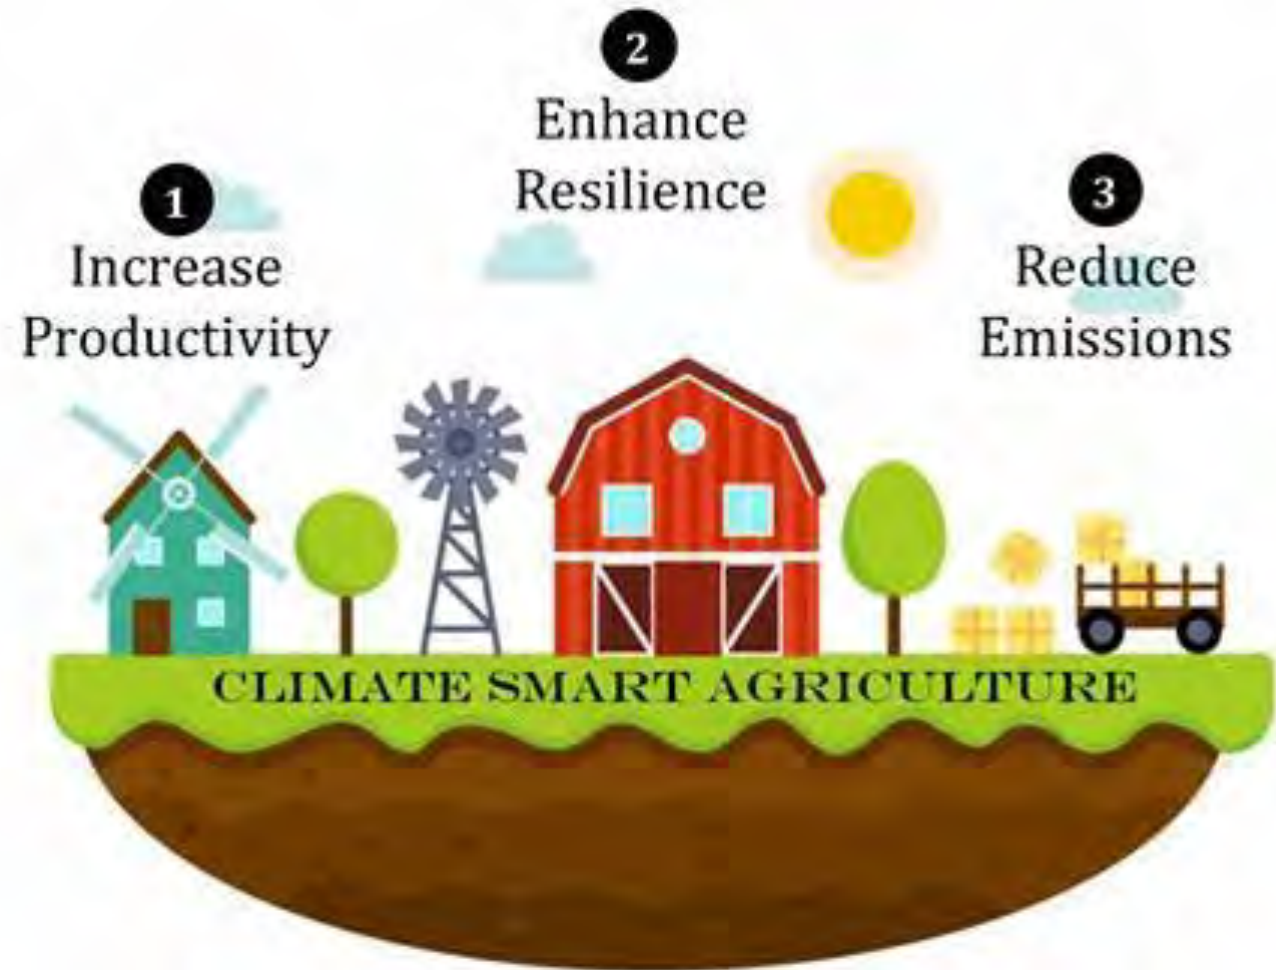 1
Increase
Productivity
2
Enhance
Resilience
3
Reduce
Emissions
CLIMATE SMART AGRICULTURE